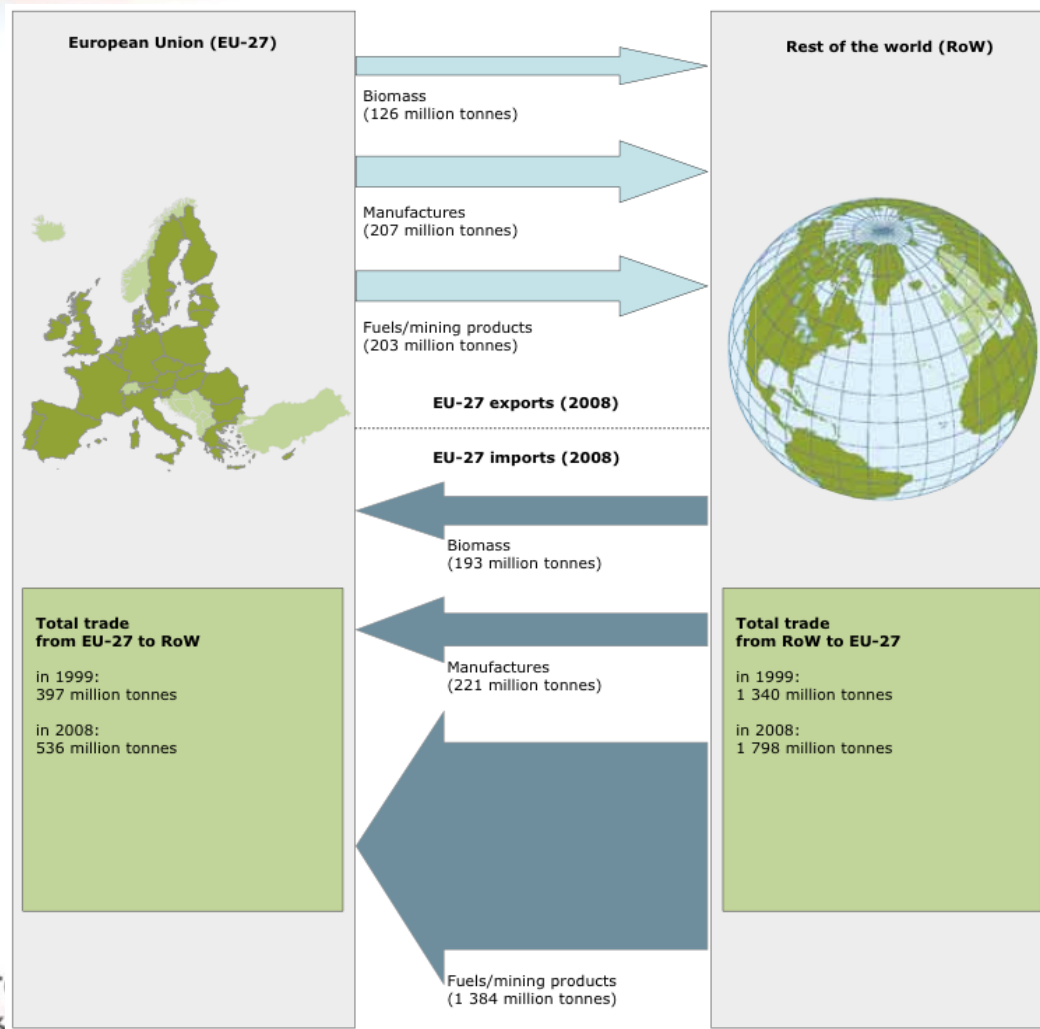 European Union (EU-27)
Rest of the world (RoW)
Biomass
(126 million tonnes)
Manufactures
(207 million tonnes)
Fuels/mining products
(203 million tonnes)
EU-27 exports (2008)
EU-27 imports (2008)
Biomass
(193 million tonnes)
Manufactures
(221 million tonnes)
Fuels/mining products
(1 384 million tonnes)
Total trade
from EU-27 to RoW
in 1999:
397 million tonnes
in 2008:
536 million tonnes
Total trade
from RoW to EU-27
in 1999:
1 340 million tonnes
in 2008:
1 798 million tonnes